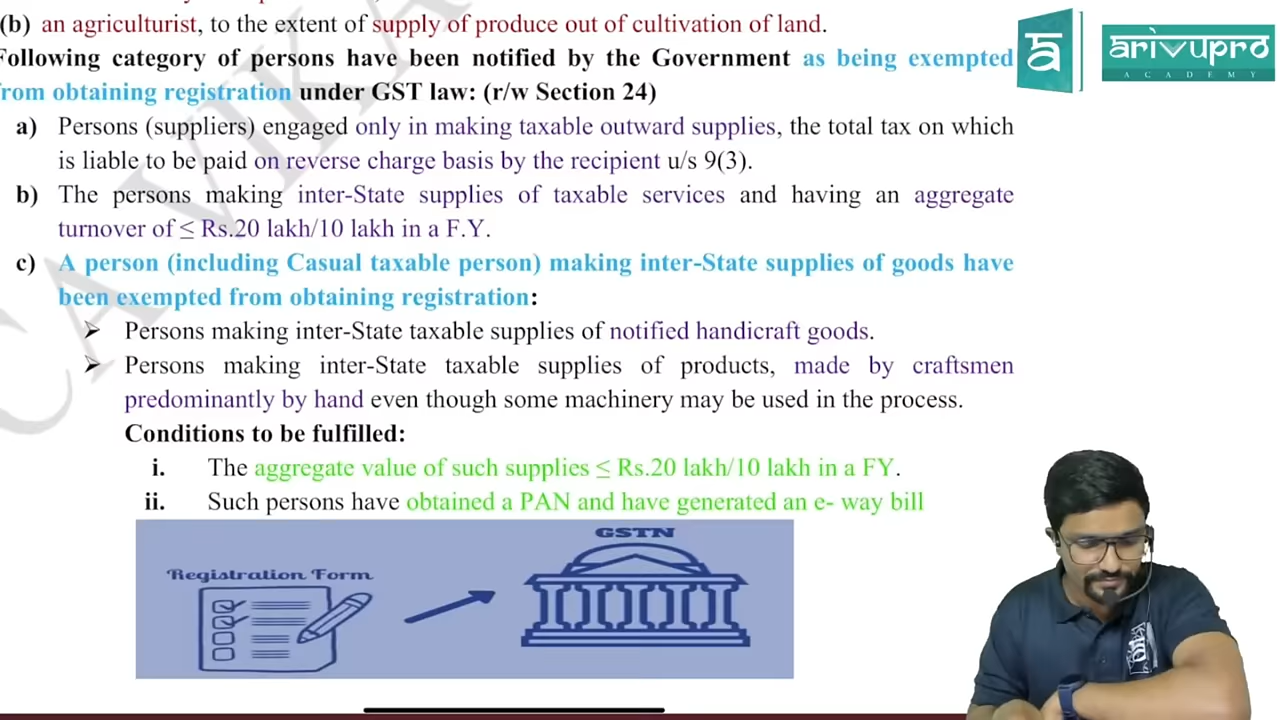 (b) an agriculturist, to the extent of supply of produce out of cultivation of land.
Following category of persons have been notified by the Government as being exempted
from obtaining registration under GST law: (r/w Section 24)
a) Persons (suppliers) engaged only in making taxable outward supplies, the total tax on which
is liable to be paid on reverse charge basis by the recipient u/s 9(3).
b) The persons making inter-State supplies of taxable services and having an aggregate
turnover of ≤ Rs.20 lakh/10 lakh in a F.Y.
c) A person (including Casual taxable person) making inter-State supplies of goods have
been exempted from obtaining registration:
➢ Persons making inter-State taxable supplies of notified handicraft goods.
➢ Persons making inter-State taxable supplies of products, made by craftsmen
predominantly by hand even though some machinery may be used in the process.
Conditions to be fulfilled:
i. The aggregate value of such supplies ≤ Rs.20 lakh/10 lakh in a FY.
ii. Such persons have obtained a PAN and have generated an e- way bill
GSTN
Registration Form
CA VIKA
arivupro
ACADEMY